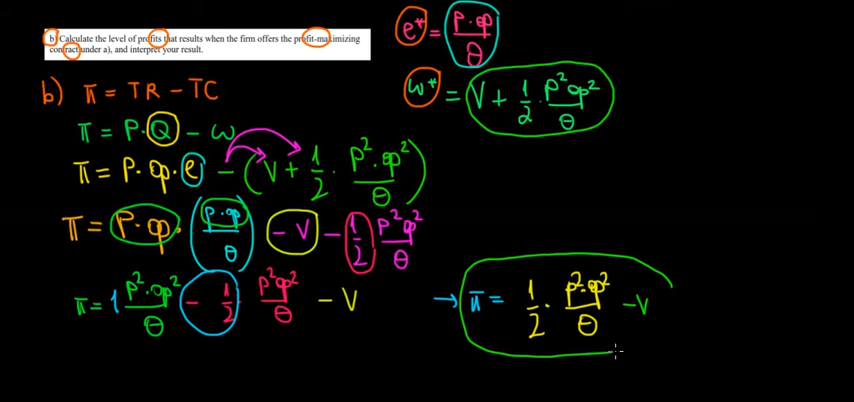 b) Calculate the level of profits that results when the firm offers the profit-maximizing
contract under a), and interpret your result.
e* = P·φ/θ
w* = V + 1/2 · P²φ²/θ
b) π = TR − TC
π = P·Q − w
π = P·φ·e − (V + 1/2 · P²·φ²/θ)
π = P·φ·(P·φ/θ) − V − 1/2 P²φ²/θ
π = 1 P²·φ²/θ − 1/2 · P²φ²/θ − V
→ π = 1/2 · P²·φ²/θ − V